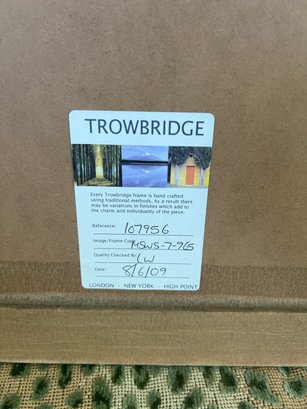 TROWBRIDGE
Every Trowbridge frame is hand crafted
using traditional methods. As a result there
may be variations in finishes which add to
the charm and individuality of the piece.
Reference: 107956
Image/Frame Code: MSWS-7-965
Quality Checked By: LW
Date: 8/6/09
LONDON · NEW YORK · HIGH POINT